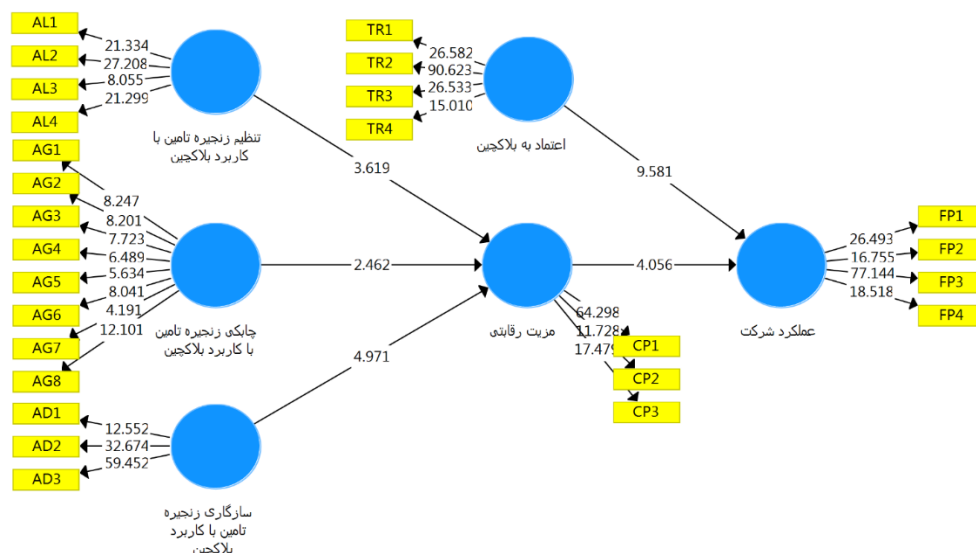 AL1
AL2
AL3
AL4
21.334
27.208
8.055
21.299
تنظیم زنجیره تامین با
کاربرد بلاکچین
TR1
TR2
TR3
TR4
26.582
90.623
26.533
15.010
اعتماد به بلاکچین
3.619
9.581
AG1
AG2
AG3
AG4
AG5
AG6
AG7
AG8
8.247
8.201
7.723
6.489
5.634
8.041
4.191
12.101
چابکی زنجیره تامین
با کاربرد بلاکچین
2.462
مزیت رقابتی
4.056
عملکرد شرکت
26.493
16.755
77.144
18.518
FP1
FP2
FP3
FP4
64.298
11.728
17.479
CP1
CP2
CP3
4.971
AD1
AD2
AD3
12.552
32.674
59.452
سازگاری زنجیره
تامین با کاربرد
بلاکچین